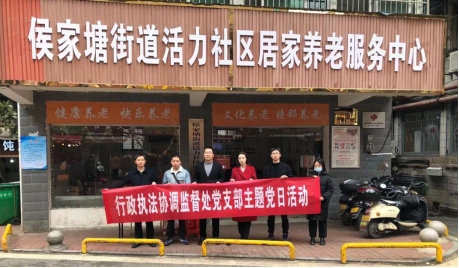 侯家塘街道活力社区居家养老服务中心
健康养老 快乐养老
文化养老 睦邻养老
行政执法协调监督处党支部主题党日活动